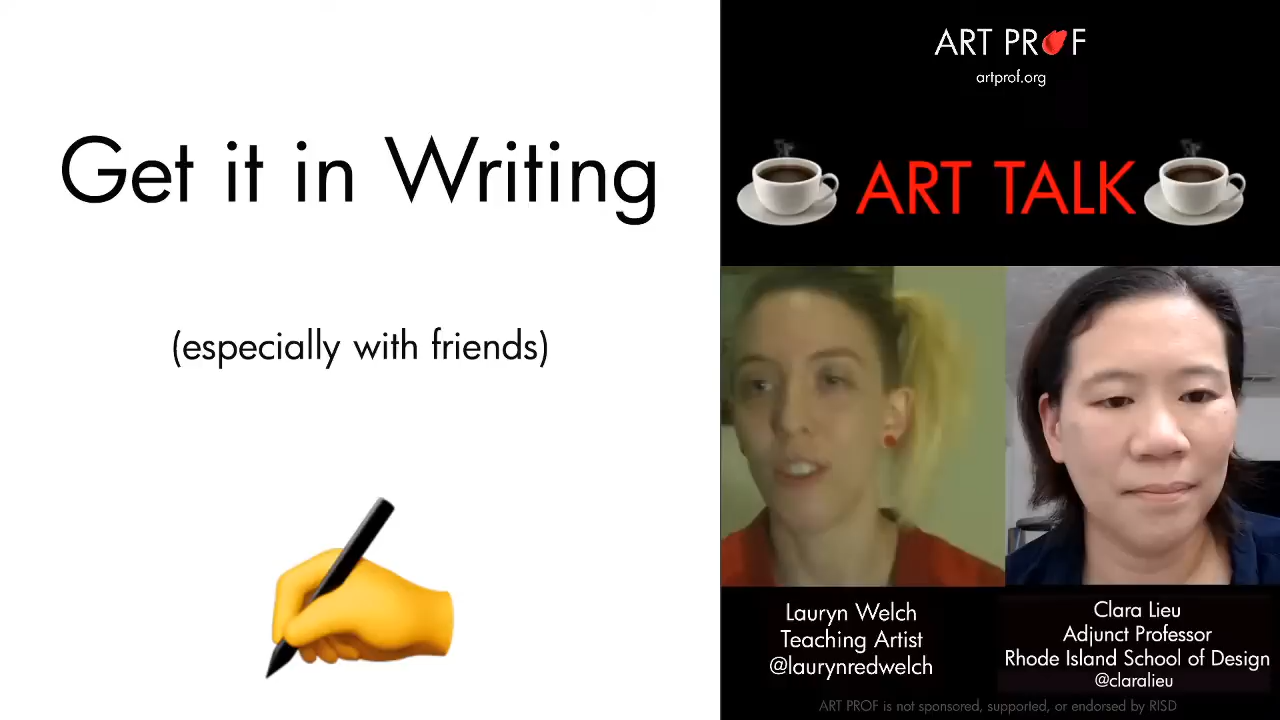 Get it in Writing
(especially with friends)
ART PROF
artprof.org
ART TALK
Lauryn Welch
Teaching Artist
@laurynredwelch
Clara Lieu
Adjunct Professor
Rhode Island School of Design
@claralieu
ART PROF is not sponsored, supported, or endorsed by RISD